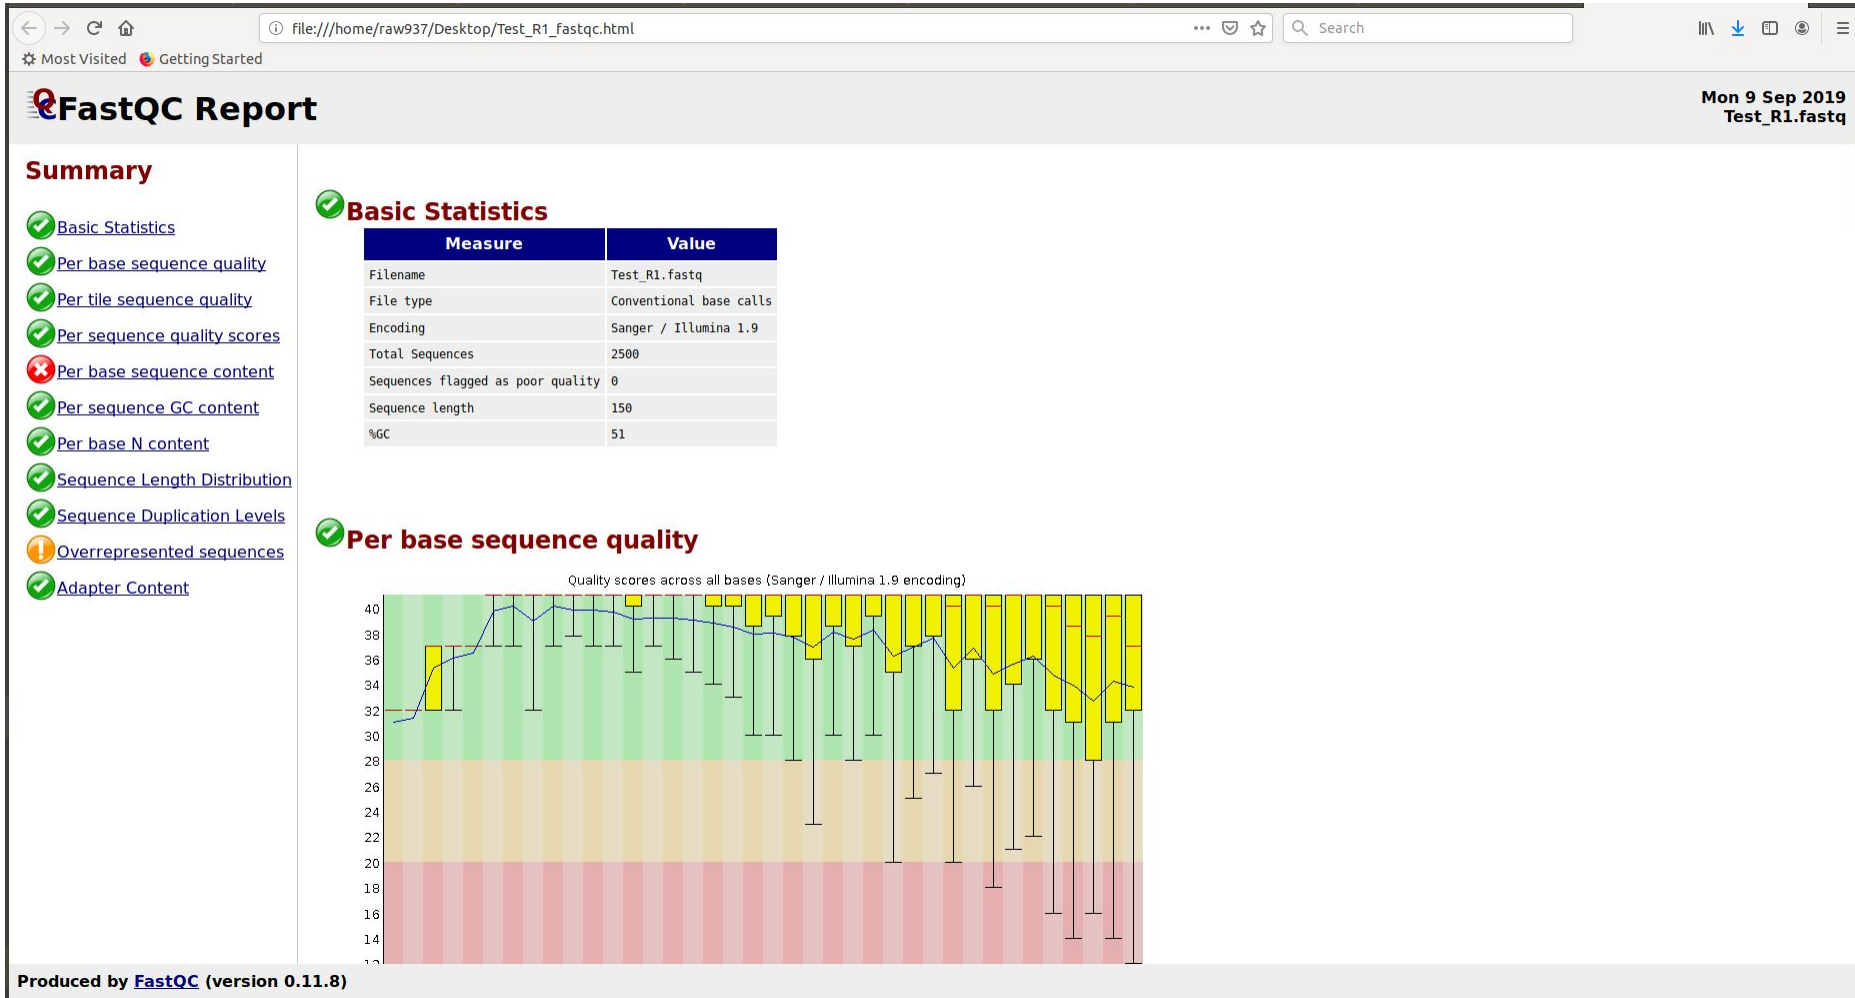 file:///home/raw937/Desktop/Test_R1_fastqc.html
Search
Most Visited
Getting Started
FastQC Report
Mon 9 Sep 2019
Test_R1.fastq
Summary
Basic Statistics
Per base sequence quality
Per tile sequence quality
Per sequence quality scores
Per base sequence content
Per sequence GC content
Per base N content
Sequence Length Distribution
Sequence Duplication Levels
Overrepresented sequences
Adapter Content
Basic Statistics
Measure Value
Filename Test_R1.fastq
File type Conventional base calls
Encoding Sanger / Illumina 1.9
Total Sequences 2500
Sequences flagged as poor quality 0
Sequence length 150
%GC 51
Per base sequence quality
Quality scores across all bases (Sanger / Illumina 1.9 encoding)
40
38
36
34
32
30
28
26
24
22
20
18
16
14
12
Produced by FastQC (version 0.11.8)